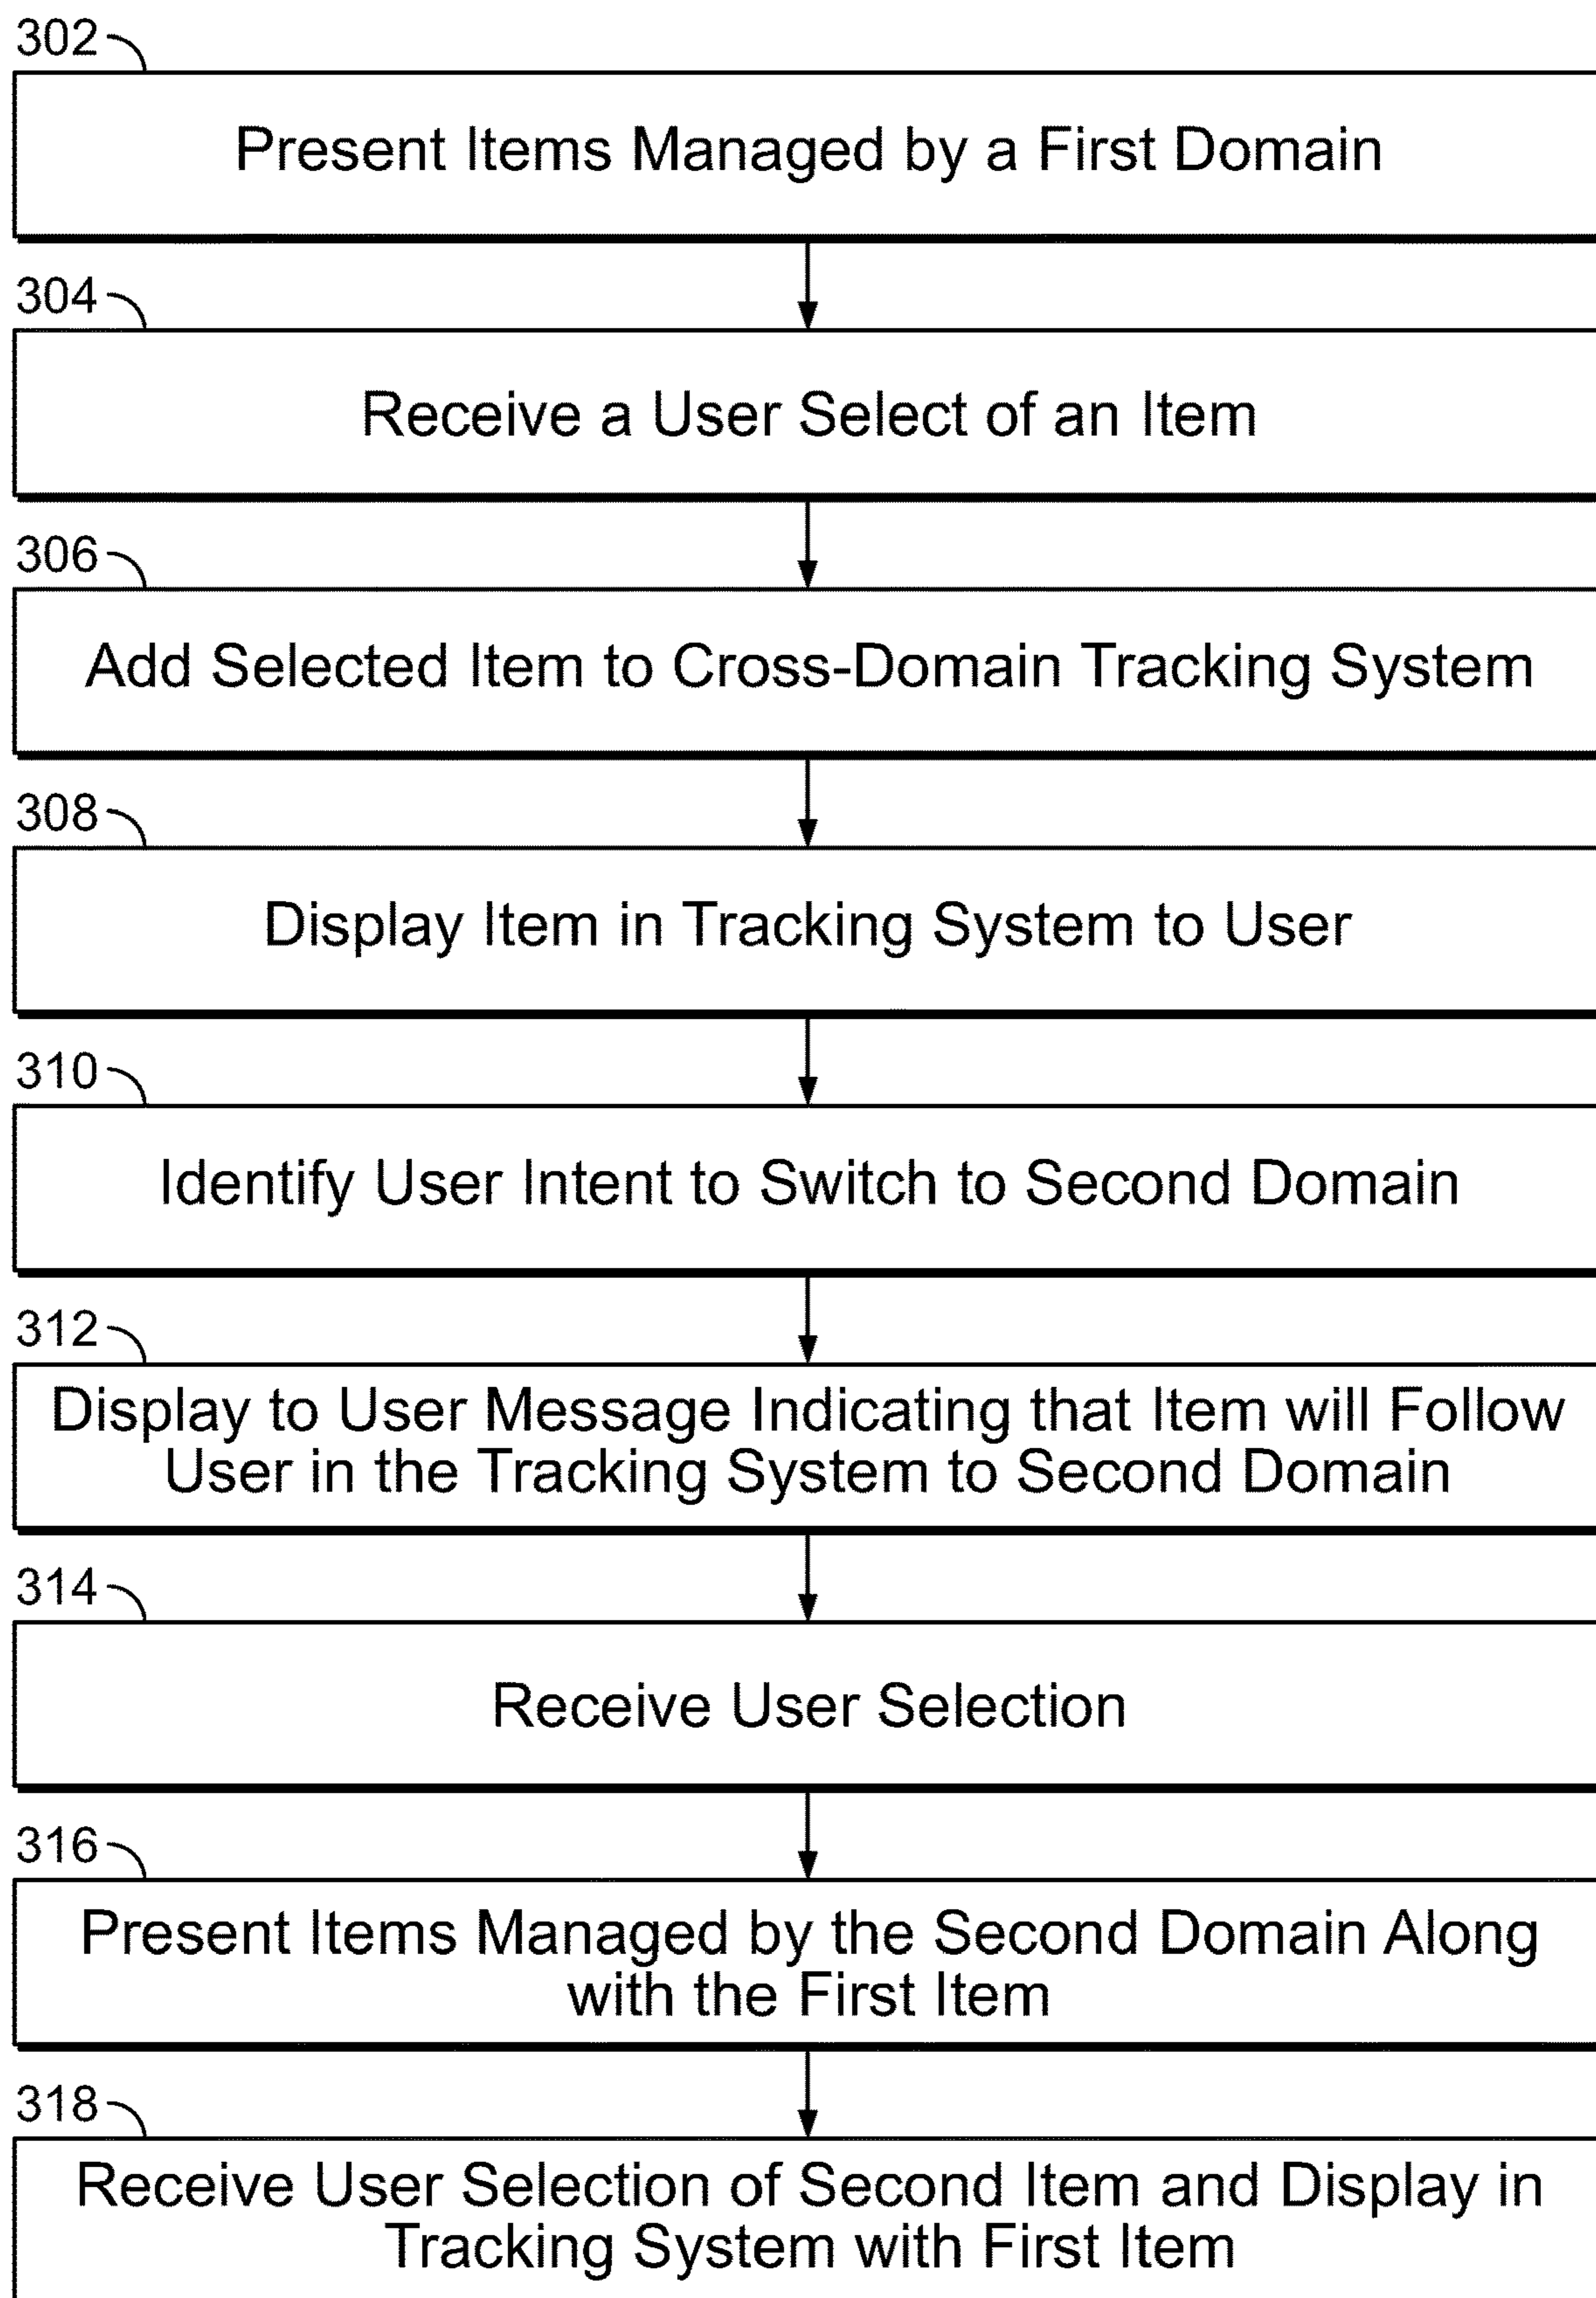 302
Present Items Managed by a First Domain
304
Receive a User Select of an Item
306
Add Selected Item to Cross-Domain Tracking System
308
Display Item in Tracking System to User
310
Identify User Intent to Switch to Second Domain
312
Display to User Message Indicating that Item will Follow
User in the Tracking System to Second Domain
314
Receive User Selection
316
Present Items Managed by the Second Domain Along
with the First Item
318
Receive User Selection of Second Item and Display in
Tracking System with First Item